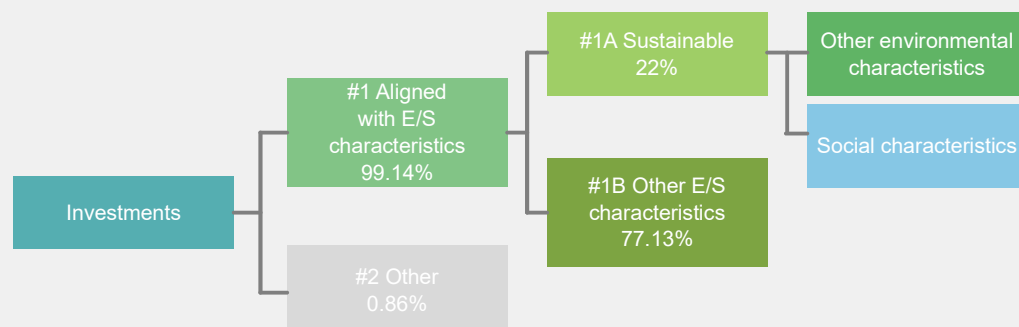 Investments
#1 Aligned
with E/S
characteristics
99.14%
#2 Other
0.86%
#1A Sustainable
22%
#1B Other E/S
characteristics
77.13%
Other environmental
characteristics
Social characteristics